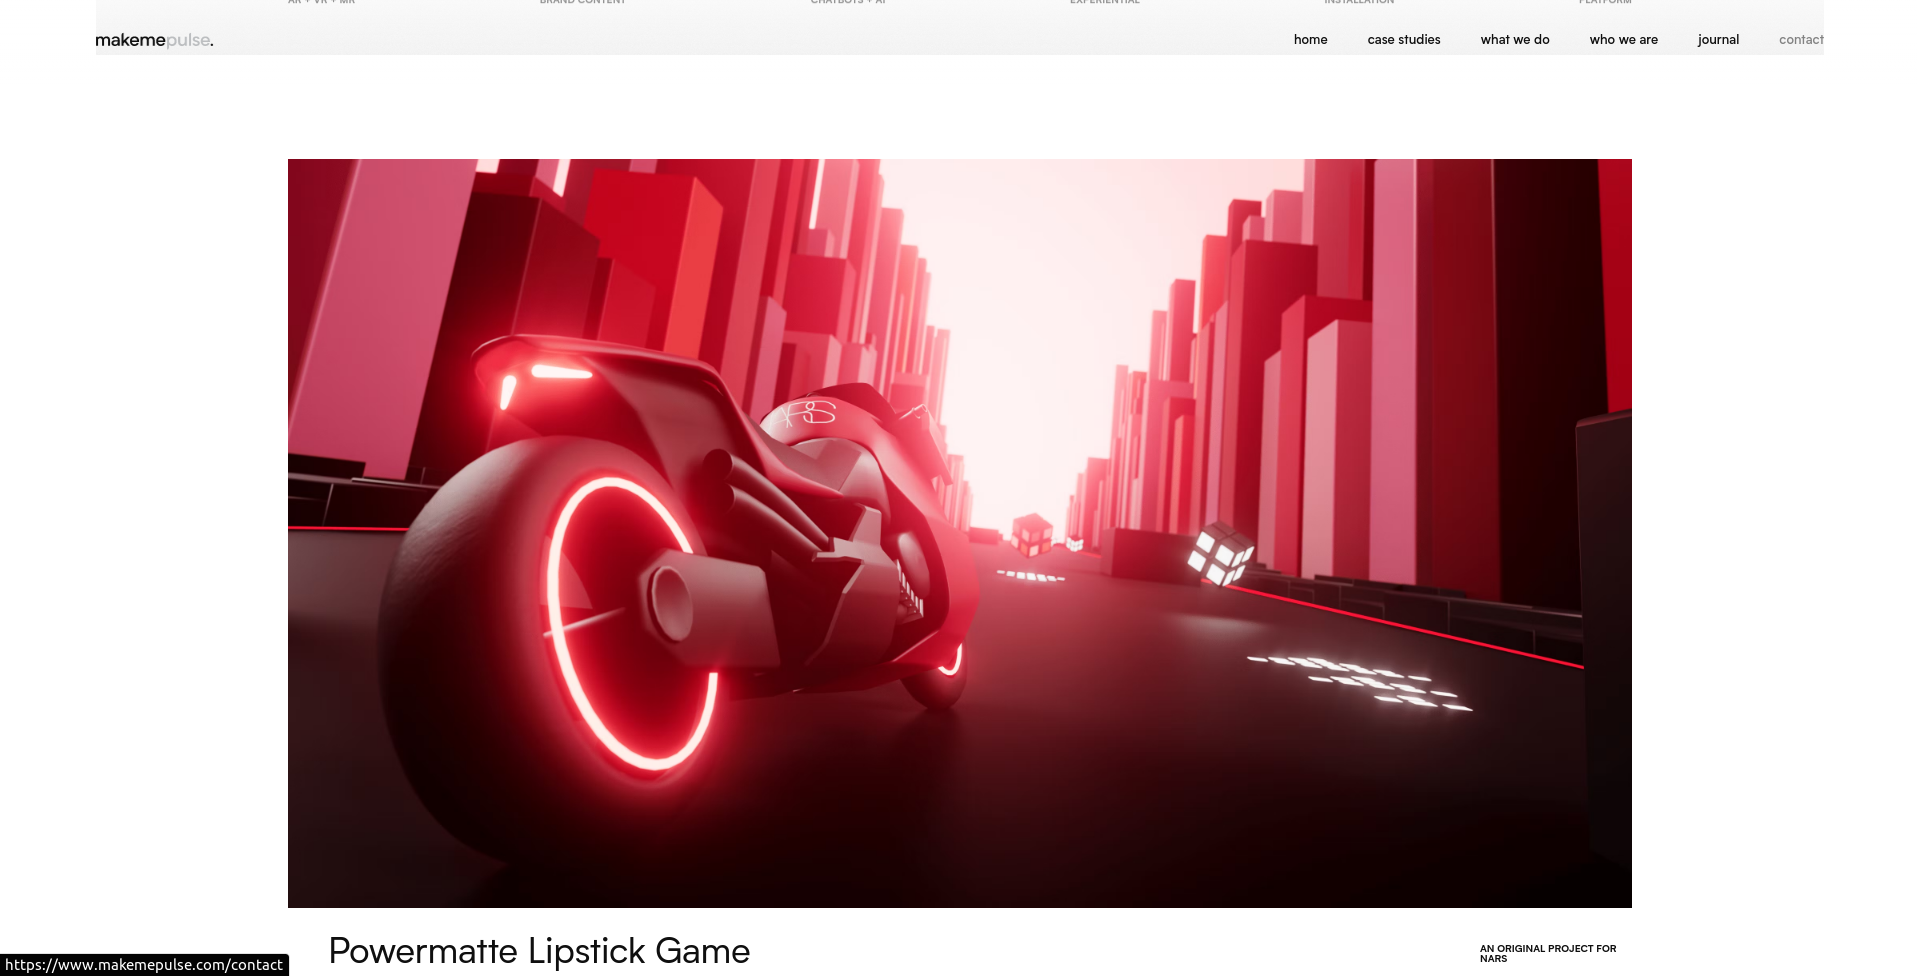 AR + VR + MR
BRAND CONTENT
CHATBOTS + AI
EXPERIENTIAL
INSTALLATION
PLATFORM
makemepulse.
home
case studies
what we do
who we are
journal
contact
Powermatte Lipstick Game
AN ORIGINAL PROJECT FOR
NARS
https://www.makemepulse.com/contact